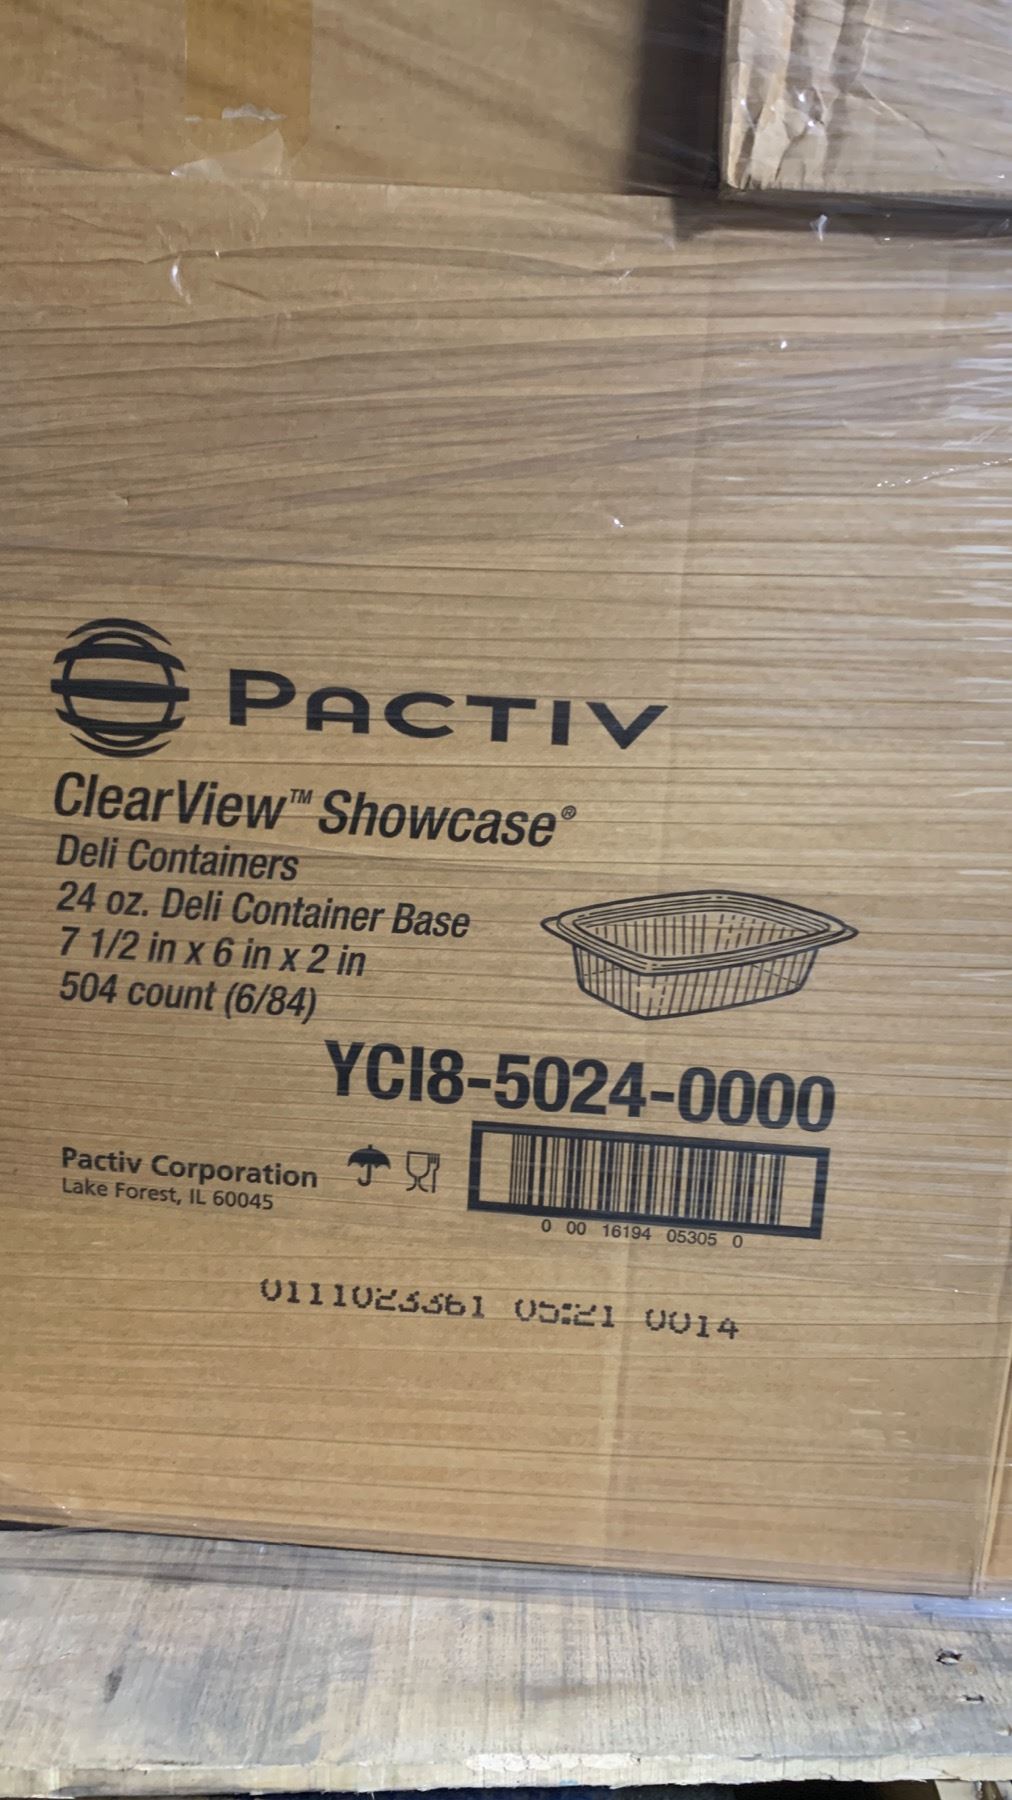 PACTIV
ClearView™ Showcase®
Deli Containers
24 oz. Deli Container Base
7 1/2 in x 6 in x 2 in
504 count (6/84)
YCI8-5024-0000
Pactiv Corporation
Lake Forest, IL 60045
0 00 16194 05305 0
0111023361 05:21 0014